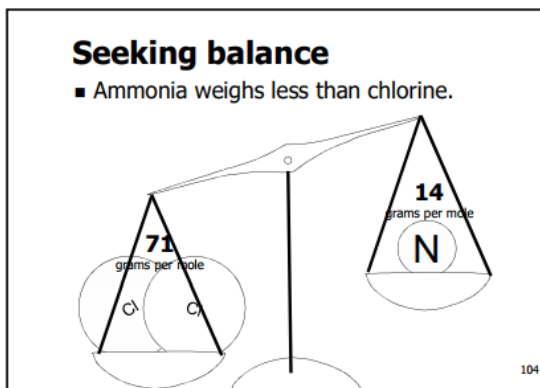 Seeking balance
■ Ammonia weighs less than chlorine.
14
grams per mole
N
71
grams per mole
Cl Cl
104